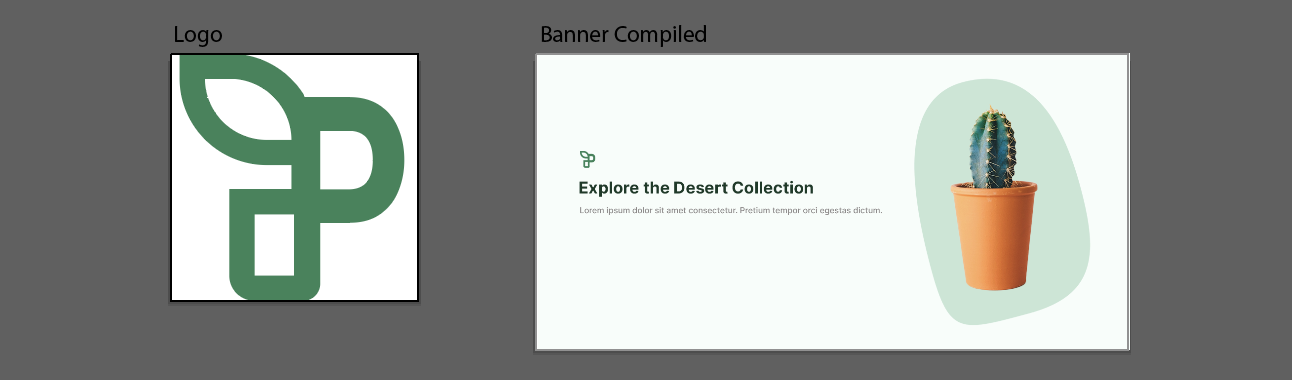 Logo
Banner Compiled
Explore the Desert Collection
Lorem ipsum dolor sit amet consectetur. Pretium tempor orci egestas dictum.